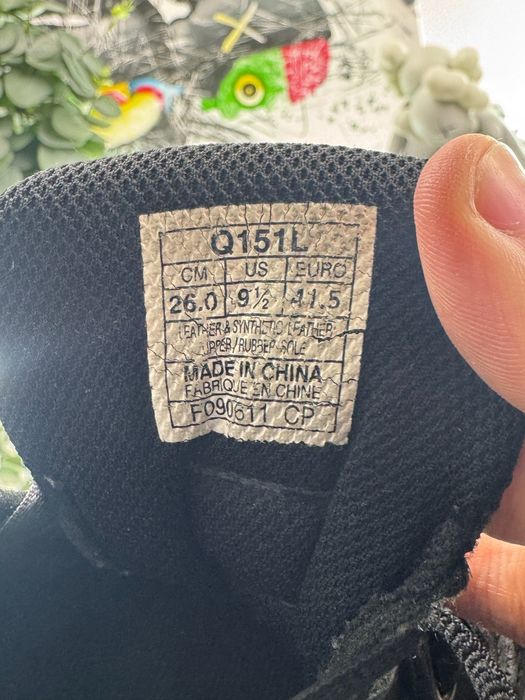 Q151L
CM US EURO
26.0 9½ 41.5
LEATHER & SYNTHETIC LEATHER
UPPER / RUBBER SOLE
MADE IN CHINA
FABRIQUE EN CHINE
FO90611 CP